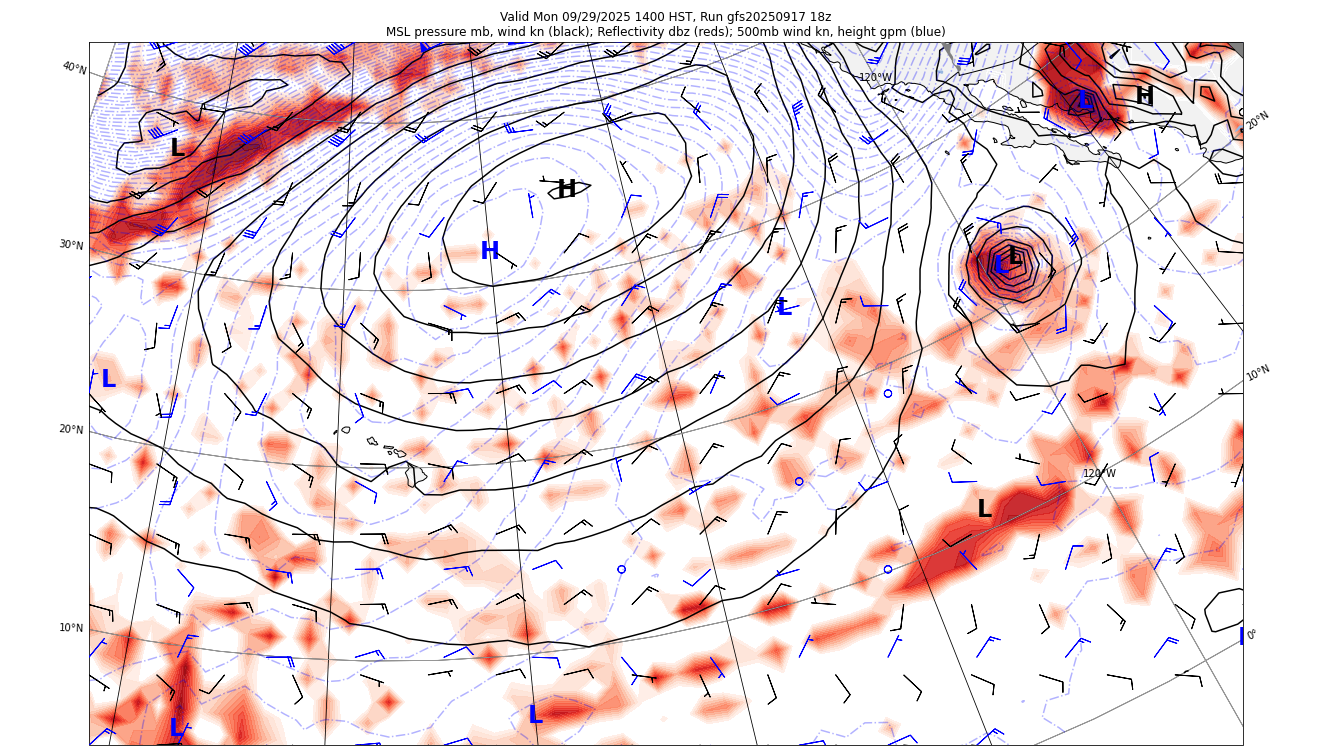 Valid Mon 09/29/2025 1400 HST, Run gfs20250917 18z
MSL pressure mb, wind kn (black); Reflectivity dbz (reds); 500mb wind kn, height gpm (blue)
40°N
120°W
L
H
20°N
L
H
30°N
H
L
L
L
10°N
L
20°N
120°W
L
10°N
0°
L
L